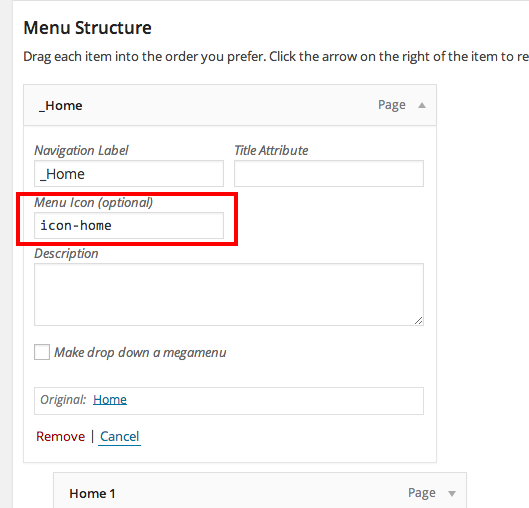 Menu Structure
Drag each item into the order you prefer. Click the arrow on the right of the item to re
_Home Page
Navigation Label Title Attribute
_Home
Menu Icon (optional)
icon-home
Description
Make drop down a megamenu
Original: Home
Remove | Cancel
Home 1 Page